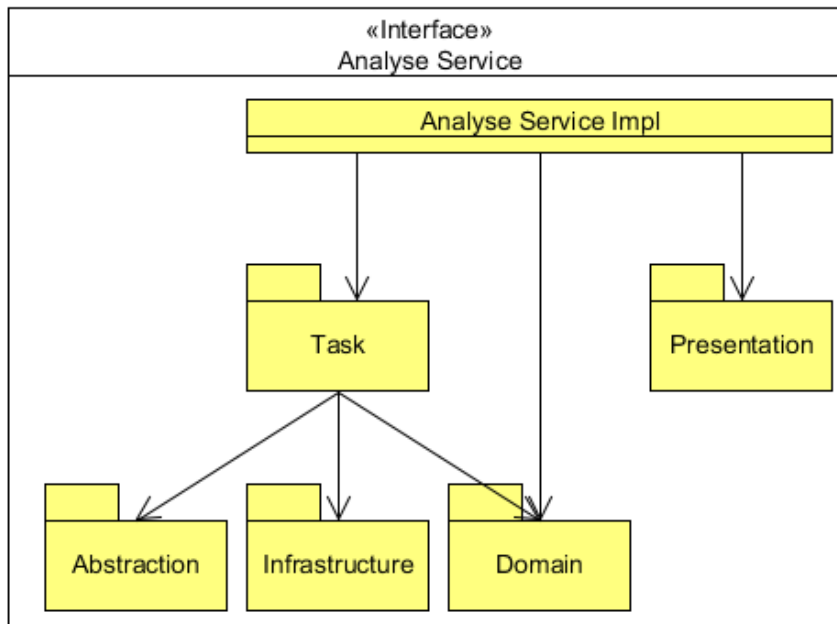 «Interface»
Analyse Service
Analyse Service Impl
Task
Presentation
Abstraction
Infrastructure
Domain